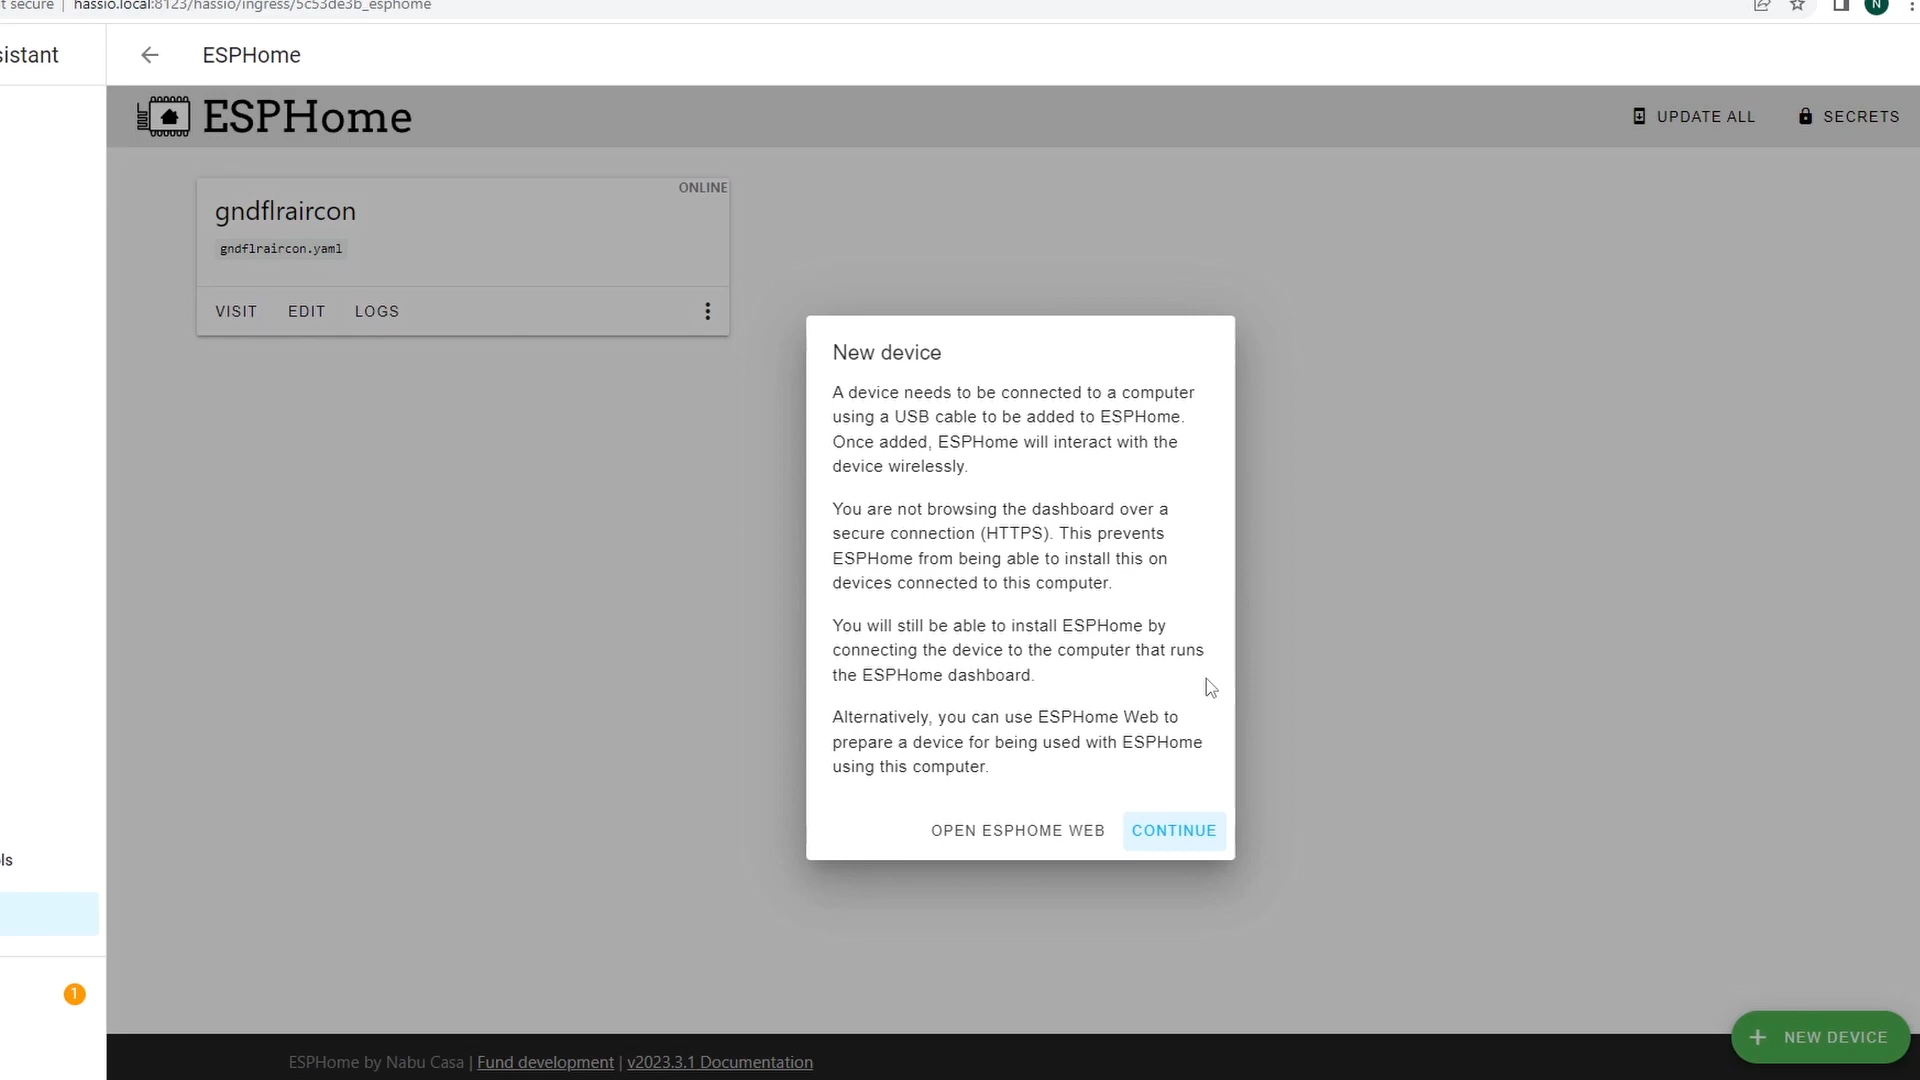 t secure | hassio.local:8123/hassio/ingress/5c53de3b_esphome
N
sistant
ESPHome
ESPHome
UPDATE ALL
SECRETS
ONLINE
gndflraircon
gndflraircon.yaml
VISIT EDIT LOGS
New device
A device needs to be connected to a computer
using a USB cable to be added to ESPHome.
Once added, ESPHome will interact with the
device wirelessly.
You are not browsing the dashboard over a
secure connection (HTTPS). This prevents
ESPHome from being able to install this on
devices connected to this computer.
You will still be able to install ESPHome by
connecting the device to the computer that runs
the ESPHome dashboard.
Alternatively, you can use ESPHome Web to
prepare a device for being used with ESPHome
using this computer.
OPEN ESPHOME WEB CONTINUE
ls
1
+ NEW DEVICE
ESPHome by Nabu Casa | Fund development | v2023.3.1 Documentation